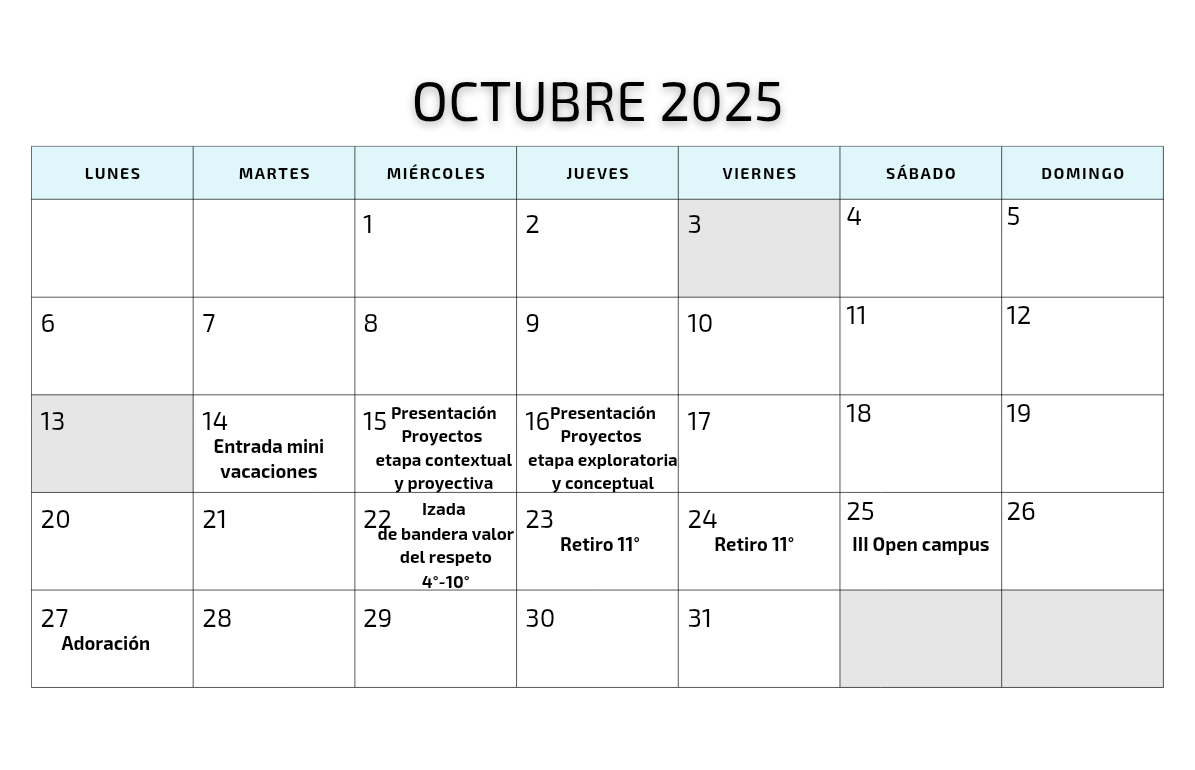 OCTUBRE 2025
LUNES MARTES MIÉRCOLES JUEVES VIERNES SÁBADO DOMINGO
1 2 3 4 5
6 7 8 9 10 11 12
13
14
Entrada mini
vacaciones
15 Presentación
Proyectos
etapa contextual
y proyectiva
16 Presentación
Proyectos
etapa exploratoria
y conceptual
17
18
19
20
21
22 Izada
de bandera valor
del respeto
4°-10°
23
Retiro 11°
24
Retiro 11°
25
III Open campus
26
27
Adoración
28
29
30
31